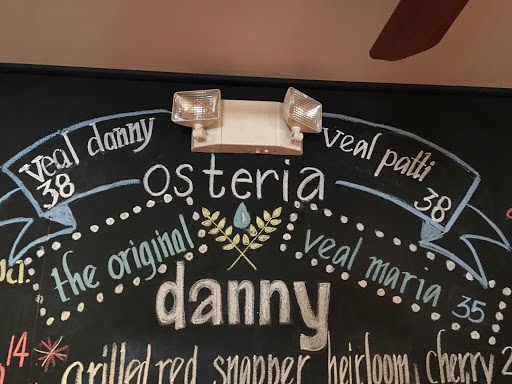 veal danny
38
veal patti
38
osteria
the original
veal maria 35
danny
14 * grilled red snapper heirloom cherry